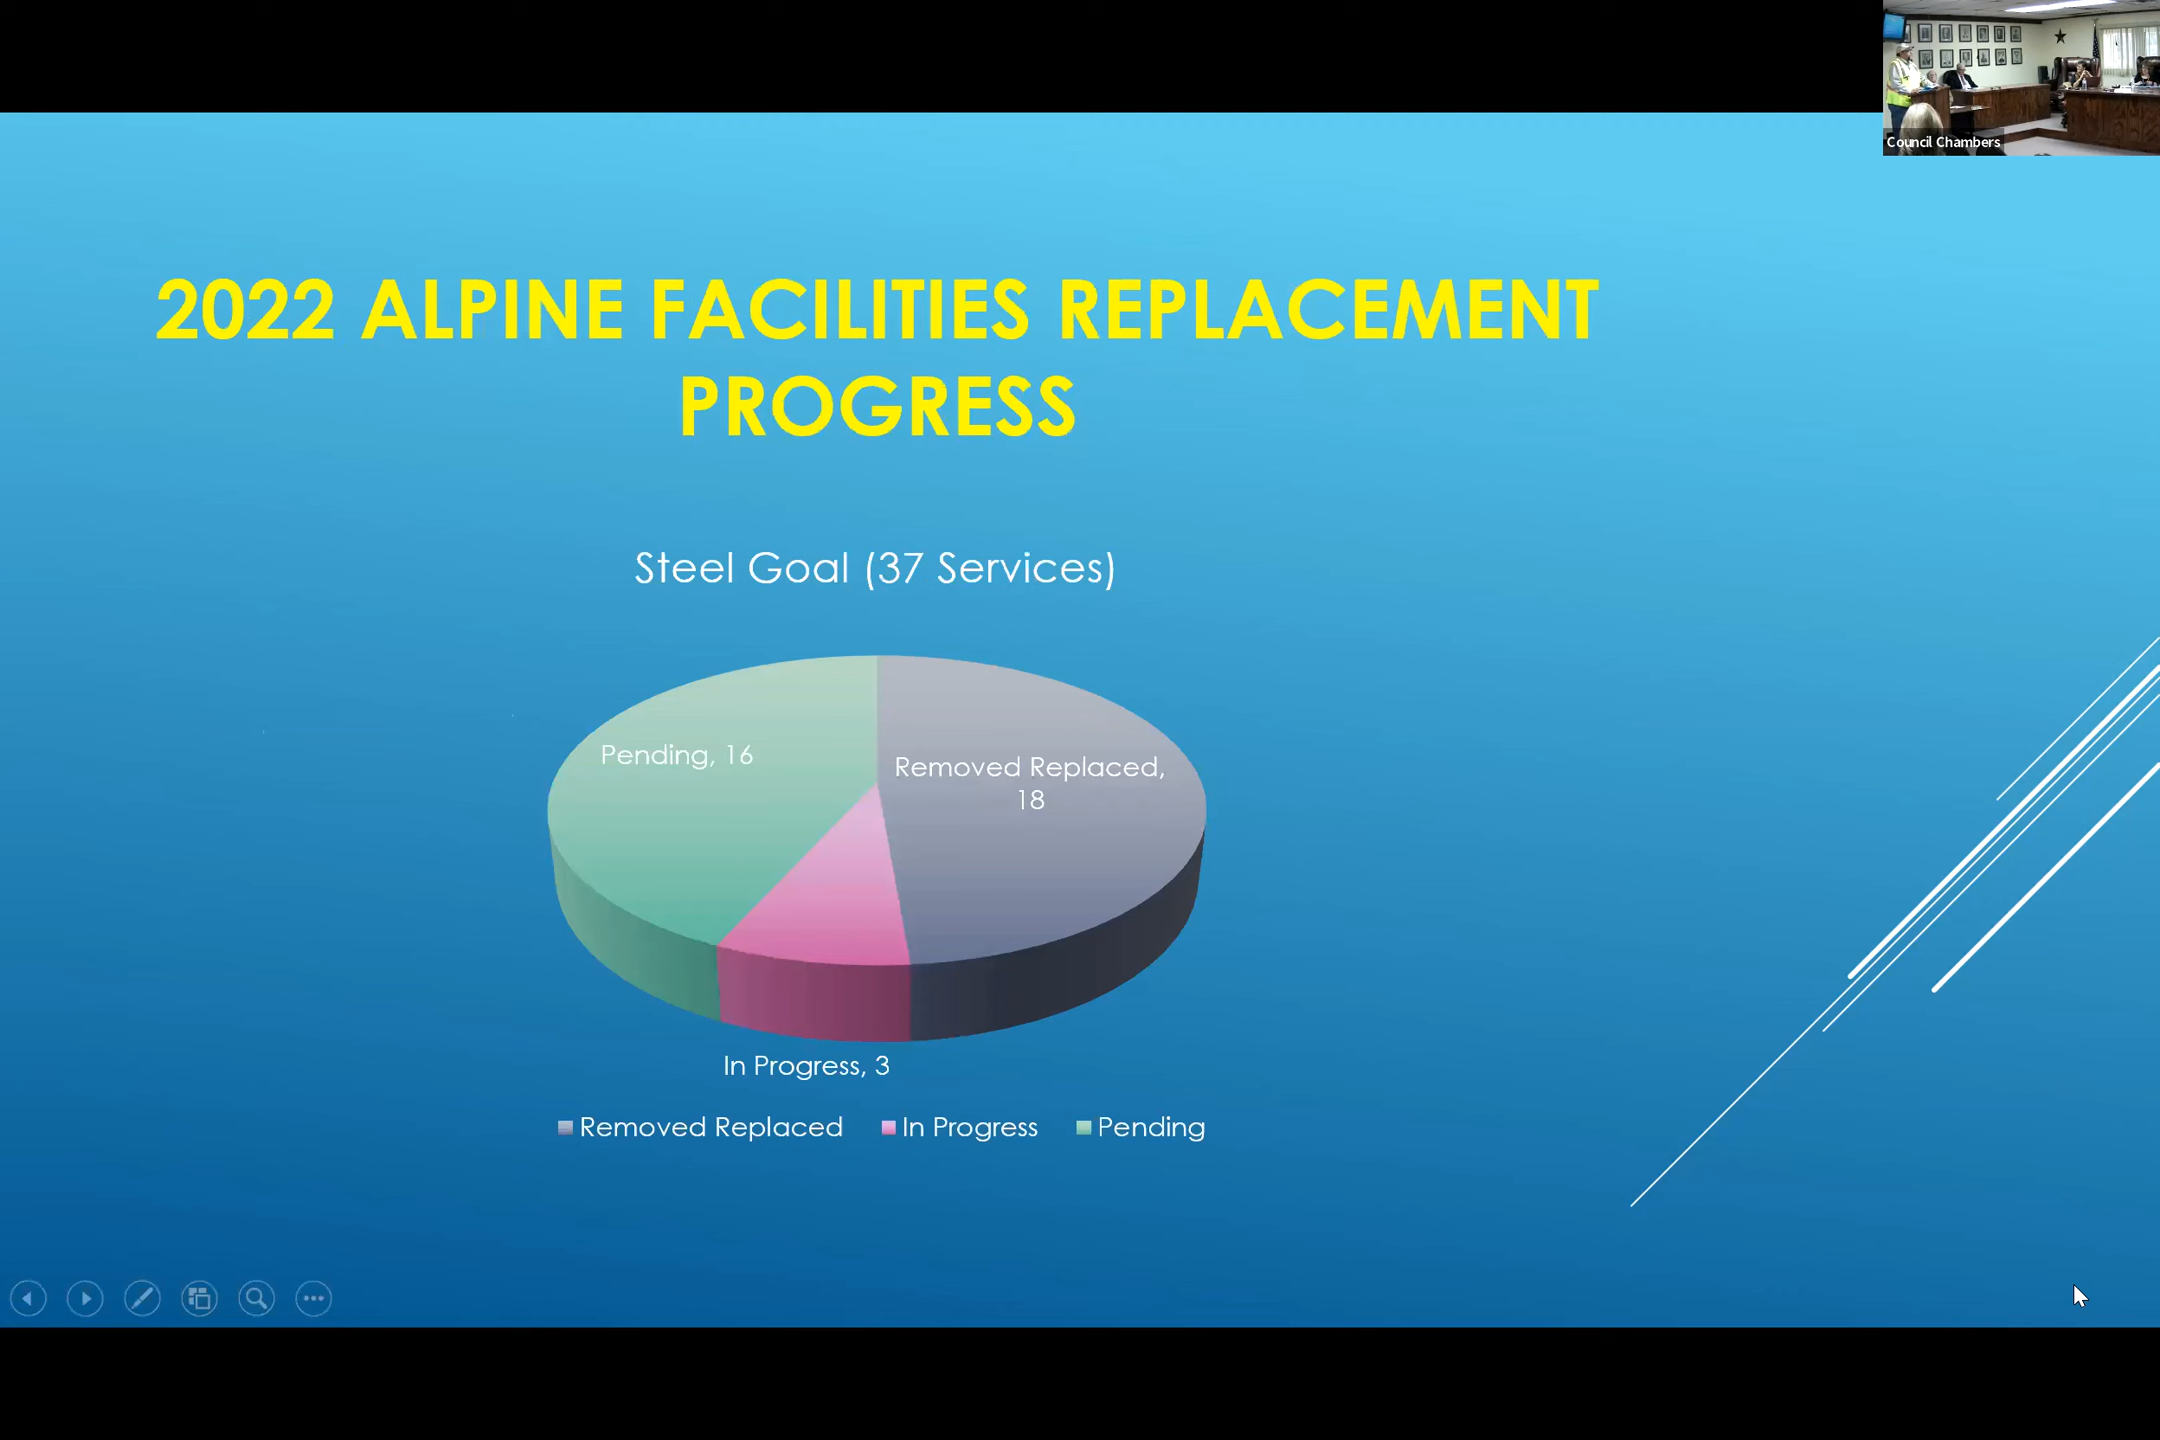 Council Chambers
2022 ALPINE FACILITIES REPLACEMENT
PROGRESS
Steel Goal (37 Services)
Pending, 16
Removed Replaced,
18
In Progress, 3
Removed Replaced
In Progress
Pending